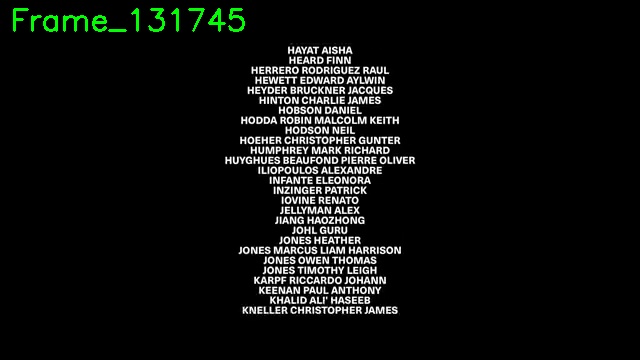 Frame_131745
HAYAT AISHA
HEARD FINN
HERRERO RODRIGUEZ RAUL
HEWETT EDWARD AYLWIN
HEYDER BRUCKNER JACQUES
HINTON CHARLIE JAMES
HOBSON DANIEL
HODDA ROBIN MALCOLM KEITH
HODSON NEIL
HOEHER CHRISTOPHER GUNTER
HUMPHREY MARK RICHARD
HUYGHUES BEAUFOND PIERRE OLIVER
ILIOPOULOS ALEXANDRE
INFANTE ELEONORA
INZINGER PATRICK
IOVINE RENATO
JELLYMAN ALEX
JIANG HAOZHONG
JOHL GURU
JONES HEATHER
JONES MARCUS LIAM HARRISON
JONES OWEN THOMAS
JONES TIMOTHY LEIGH
KARPF RICCARDO JOHANN
KEENAN PAUL ANTHONY
KHALID ALI' HASEEB
KNELLER CHRISTOPHER JAMES